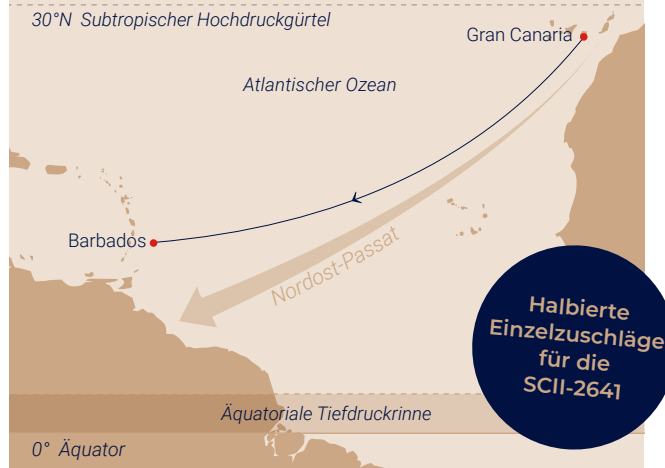 30°N Subtropischer Hochdruckgürtel
Gran Canaria
Atlantischer Ozean
Barbados
Nordost-Passat
Halbierte
Einzelzuschläge
für die
SCII-2641
Äquatoriale Tiefdruckrinne
0° Äquator